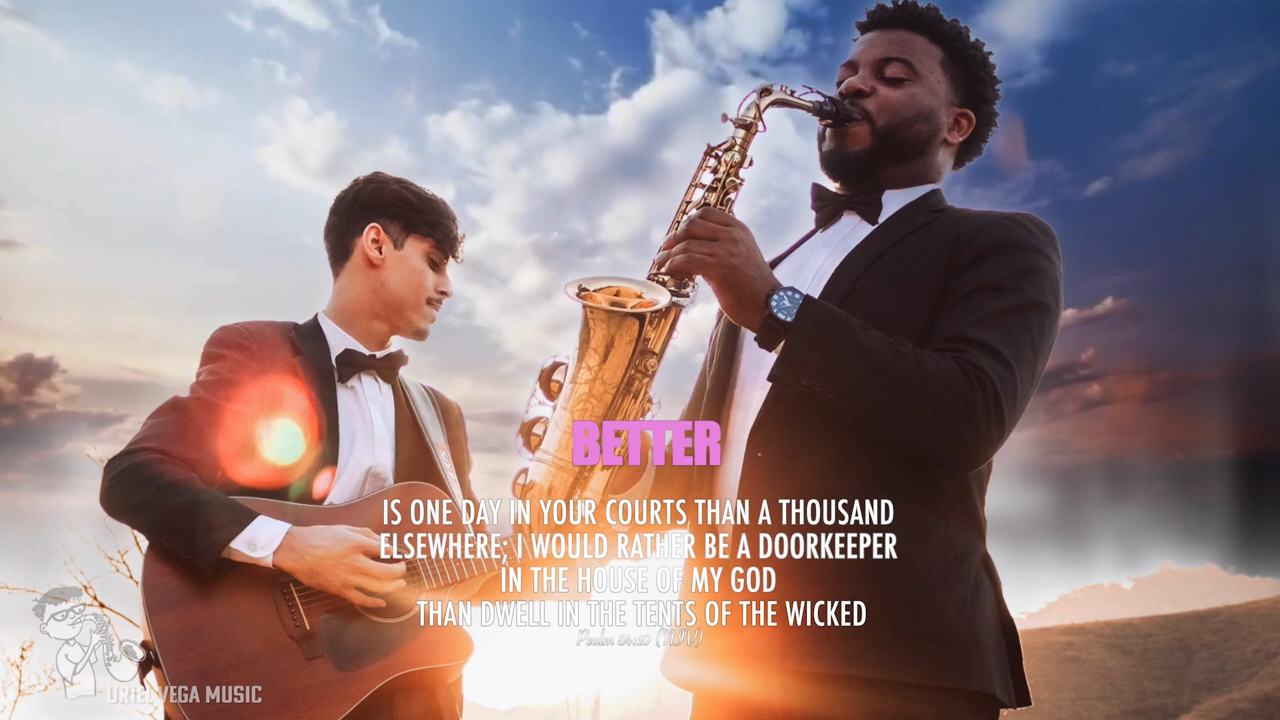 BETTER
IS ONE DAY IN YOUR COURTS THAN A THOUSAND
ELSEWHERE; I WOULD RATHER BE A DOORKEEPER
IN THE HOUSE OF MY GOD
THAN DWELL IN THE TENTS OF THE WICKED
Psalm 84:10 (NIV)
URIEL VEGA MUSIC